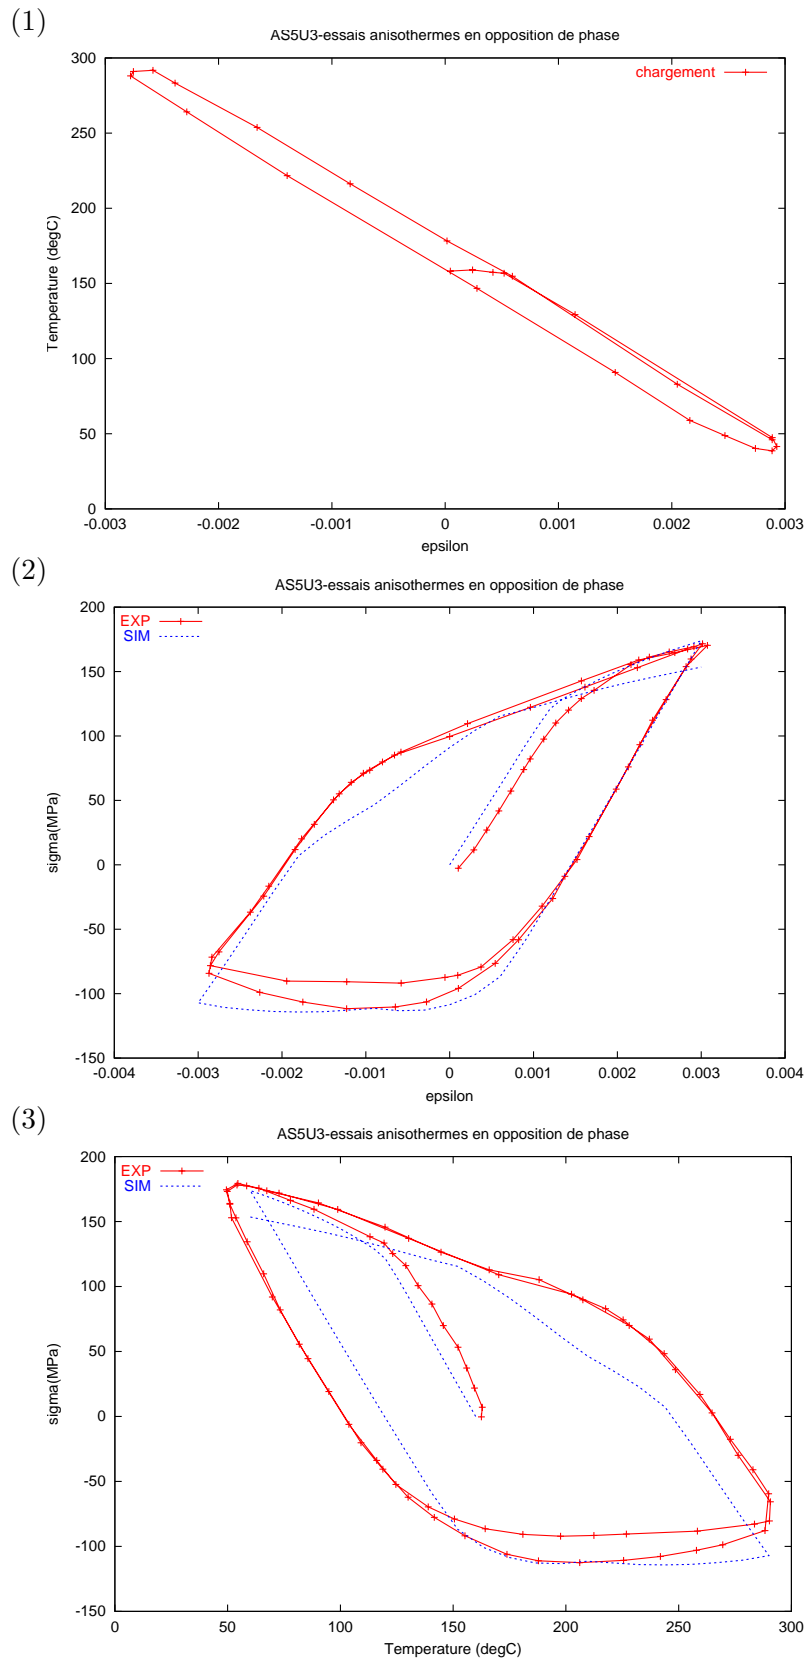 (1)
AS5U3-essais anisothermes en opposition de phase
chargement
300
250
200
150
100
50
0
Temperature (degC)
-0.003 -0.002 -0.001 0 0.001 0.002 0.003
epsilon
(2)
AS5U3-essais anisothermes en opposition de phase
EXP
SIM
200
150
100
50
0
-50
-100
-150
sigma(MPa)
-0.004 -0.003 -0.002 -0.001 0 0.001 0.002 0.003 0.004
epsilon
(3)
AS5U3-essais anisothermes en opposition de phase
EXP
SIM
200
150
100
50
0
-50
-100
-150
sigma(MPa)
0 50 100 150 200 250 300
Temperature (degC)